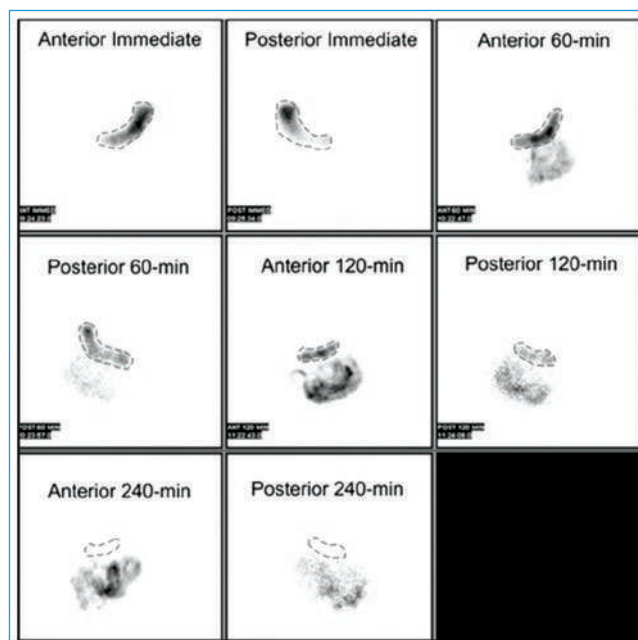 Anterior Immediate
Posterior Immediate
Anterior 60-min
Posterior 60-min
Anterior 120-min
Posterior 120-min
Anterior 240-min
Posterior 240-min